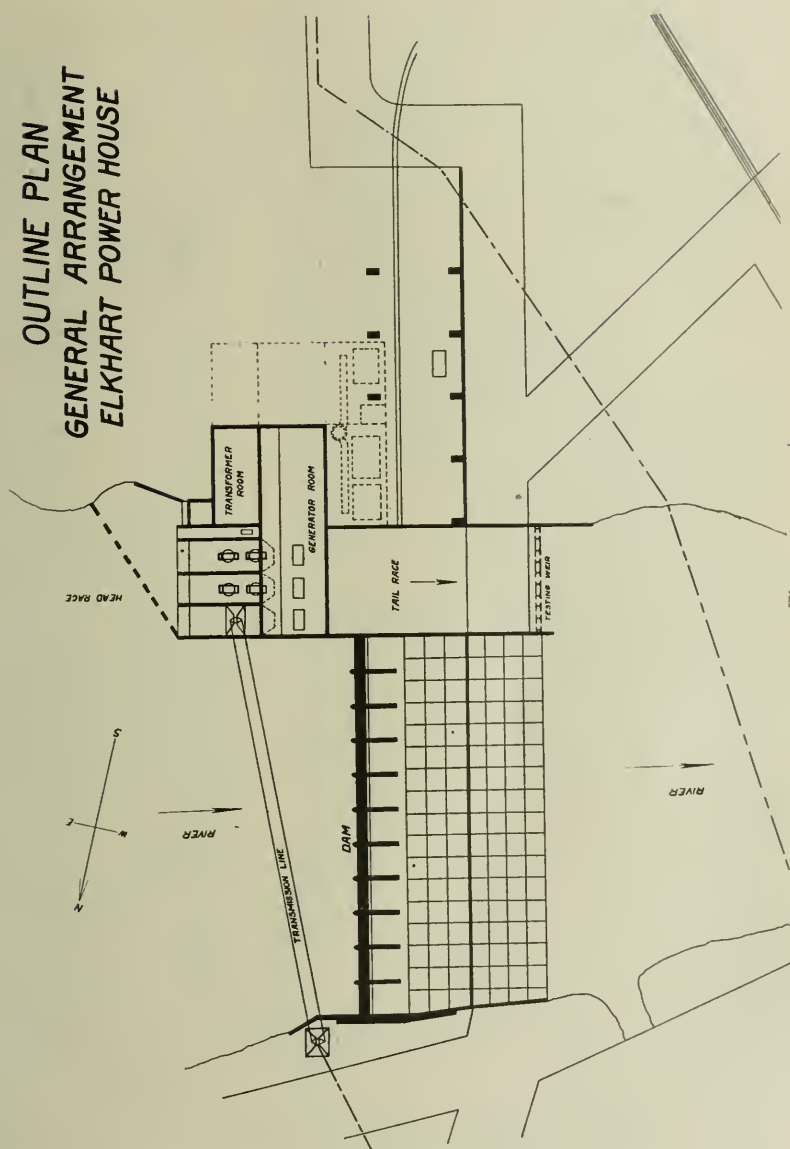 OUTLINE PLAN
GENERAL ARRANGEMENT
ELKHART POWER HOUSE
HEAD RACE
TRANSFORMER
ROOM
GENERATOR ROOM
TAIL RACE
TESTING WEIR
S
E
W
N
RIVER
TRANSMISSION LINE
DAM
RIVER